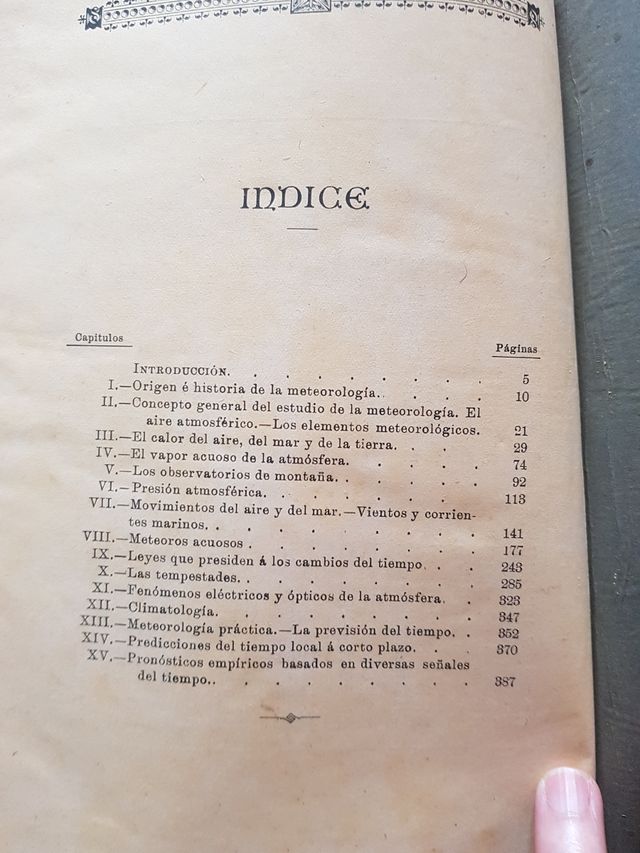 INDICE
Capítulos
Páginas
INTRODUCCIÓN. . . . . . . . 5
I.—Origen é historia de la meteorología. . . . 10
II.—Concepto general del estudio de la meteorología. El
aire atmosférico.—Los elementos meteorológicos. 21
III.—El calor del aire, del mar y de la tierra. . . . 29
IV.—El vapor acuoso de la atmósfera. . . . . 74
V.—Los observatorios de montaña. . . . . 92
VI.—Presión atmosférica. . . . . . . 113
VII.—Movimientos del aire y del mar.—Vientos y corrien-
tes marinos. . . . . . . . . 141
VIII.—Meteoros acuosos . . . . . . . 177
IX.—Leyes que presiden á los cambios del tiempo. . . 243
X.—Las tempestades. . . . . . . . 285
XI.—Fenómenos eléctricos y ópticos de la atmósfera. . 323
XII.—Climatología. . . . . . . . . 347
XIII.—Meteorología práctica.—La previsión del tiempo. . 352
XIV.—Predicciones del tiempo local á corto plazo. . . 370
XV.—Pronósticos empíricos basados en diversas señales
del tiempo.. . . . . . . . 387